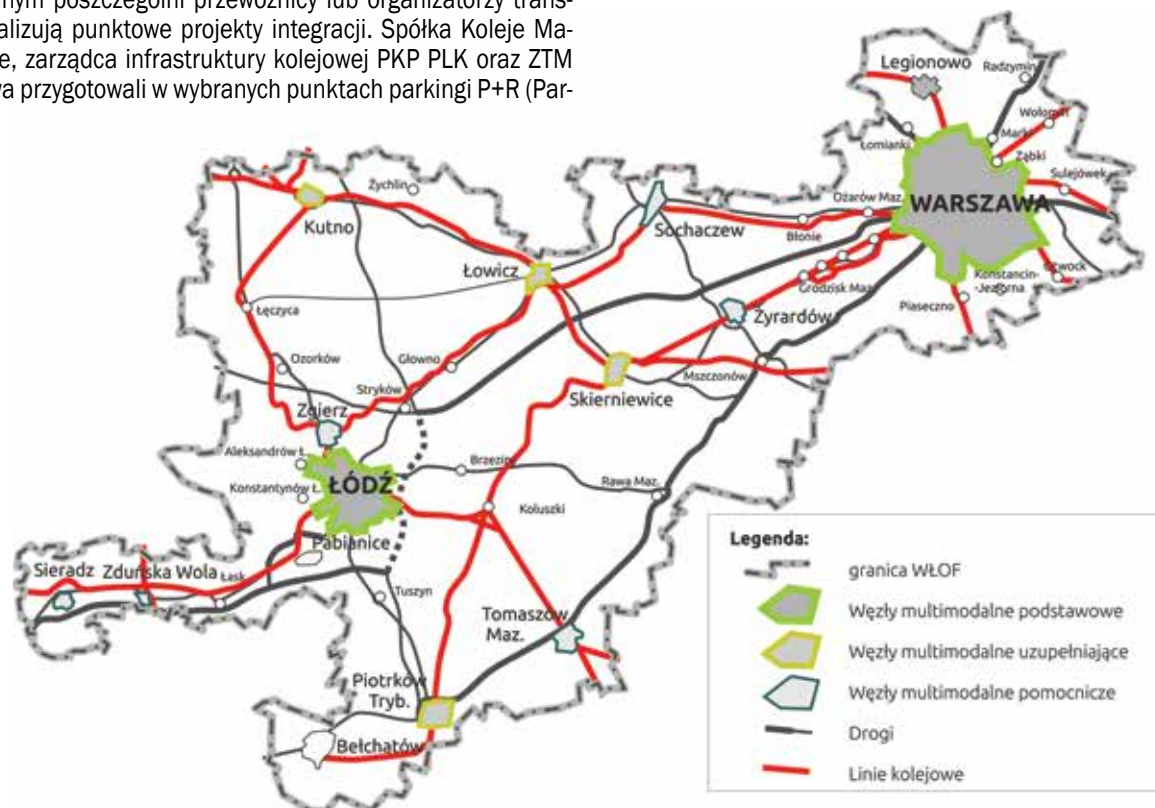 nym poszczególni przewoźnicy lub organizatorzy trans-
alizują punktowe projekty integracji. Spółka Koleje Ma-
e, zarządca infrastruktury kolejowej PKP PLK oraz ZTM
va przygotowali w wybranych punktach parkingi P+R (Par-
Legionowo
Radzymin
Wołomin
Marki
Łomianki
Ząbki
Sulejówek
Żychlin
Ożarów Maz.
WARSZAWA
Kutno
Sochaczew
Błonie
Łowicz
Konstancin-
-Jeziorna
Otwock
Grodzisk Maz.
Piaseczno
Łęczyca
Żyrardów
Ozorków
Głowno
Mszczonów
Stryków
Skierniewice
Zgierz
Aleksandrów Ł.
Brzeziny
Konstantynów Ł.
ŁÓDŹ
Rawa Maz.
Koluszki
Pabianice
Sieradz
Zduńska Wola
Łask
Tuszyn
Tomaszów
Maz.
Piotrków
Tryb.
Bełchatów
Legenda:
granica WŁOF
Węzły multimodalne podstawowe
Węzły multimodalne uzupełniające
Węzły multimodalne pomocnicze
Drogi
Linie kolejowe